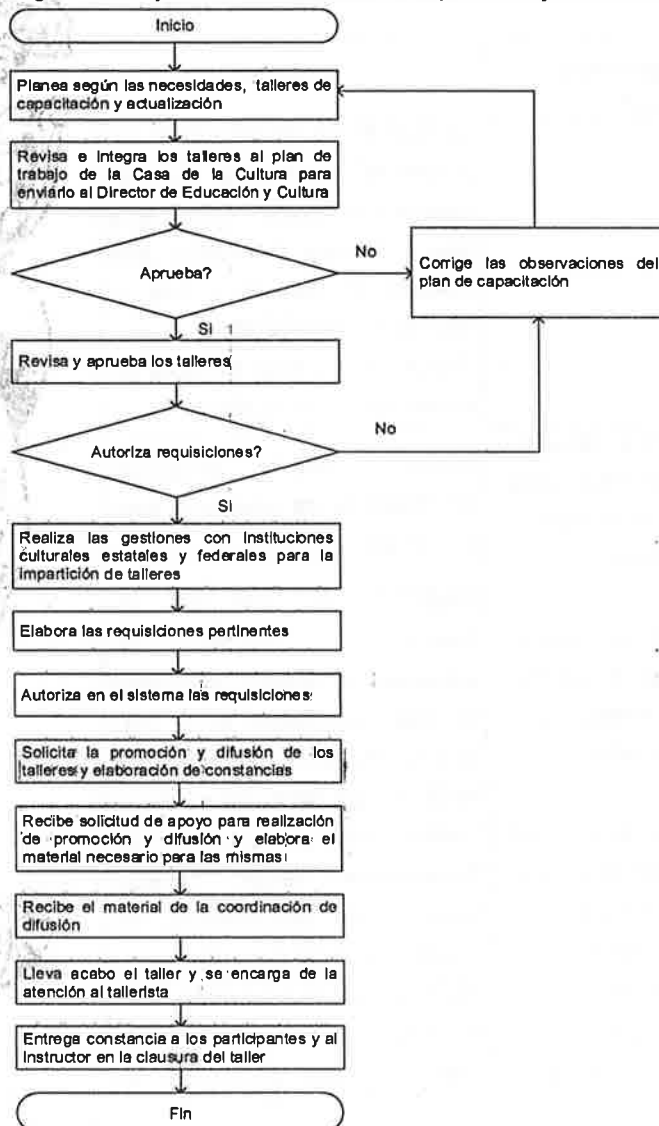 Inicio
Planea según las necesidades, talleres de
capacitación y actualización
Revisa e integra los talleres al plan de
trabajo de la Casa de la Cultura para
enviarlo al Director de Educación y Cultura
Aprueba?
No
Corrige las observaciones del
plan de capacitación
Si
Revisa y aprueba los talleres
Autoriza requisiciones?
No
Si
Realiza las gestiones con instituciones
culturales estatales y federales para la
impartición de talleres
Elabora las requisiciones pertinentes
Autoriza en el sistema las requisiciones
Solicitar la promoción y difusión de los
talleres y elaboración de constancias
Recibe solicitud de apoyo para realización
de promoción y difusión y elabora el
material necesario para las mismas
Recibe el material de la coordinación de
difusión
Lleva acabo el taller y se encarga de la
atención al tallerista
Entrega constancia a los participantes y al
instructor en la clausura del taller
Fin